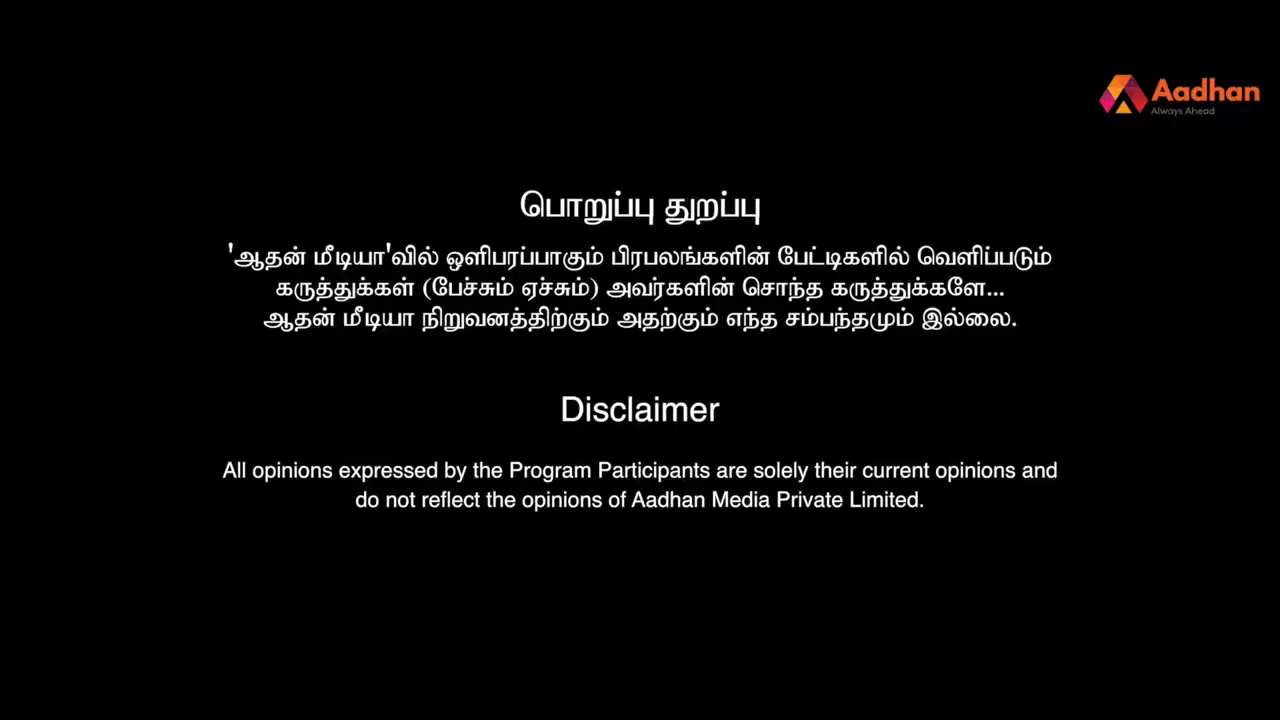 Aadhan
Always Ahead
பொறுப்பு துறப்பு
'ஆதன் மீடியா'வில் ஒளிபரப்பாகும் பிரபலங்களின் பேட்டிகளில் வெளிப்படும்
கருத்துக்கள் (பேச்சும் ஏச்சும்) அவர்களின் சொந்த கருத்துக்களே...
ஆதன் மீடியா நிறுவனத்திற்கும் அதற்கும் எந்த சம்பந்தமும் இல்லை.
Disclaimer
All opinions expressed by the Program Participants are solely their current opinions and
do not reflect the opinions of Aadhan Media Private Limited.